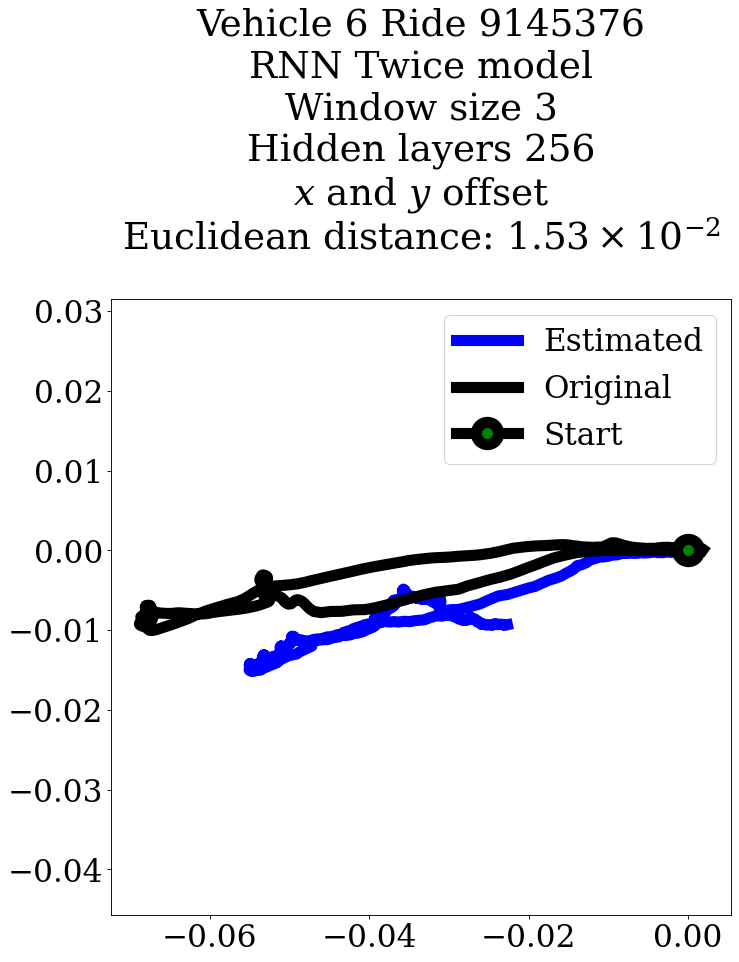 Vehicle 6 Ride 9145376
RNN Twice model
Window size 3
Hidden layers 256
x and y offset
Euclidean distance: 1.53 × 10⁻²
Estimated
Original
Start
0.03
0.02
0.01
0.00
−0.01
−0.02
−0.03
−0.04
−0.06 −0.04 −0.02 0.00